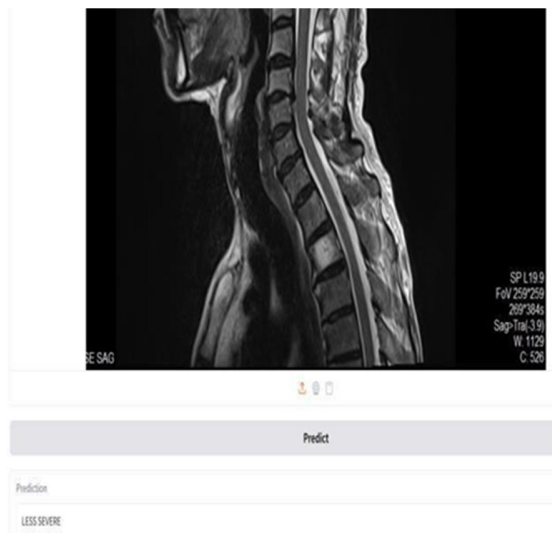 SP L19.9
FoV 259*259
269*384s
Sag>Tra(-3.9)
W: 1129
C: 526
SE SAG
Predict
Prediction
LESS SEVERE